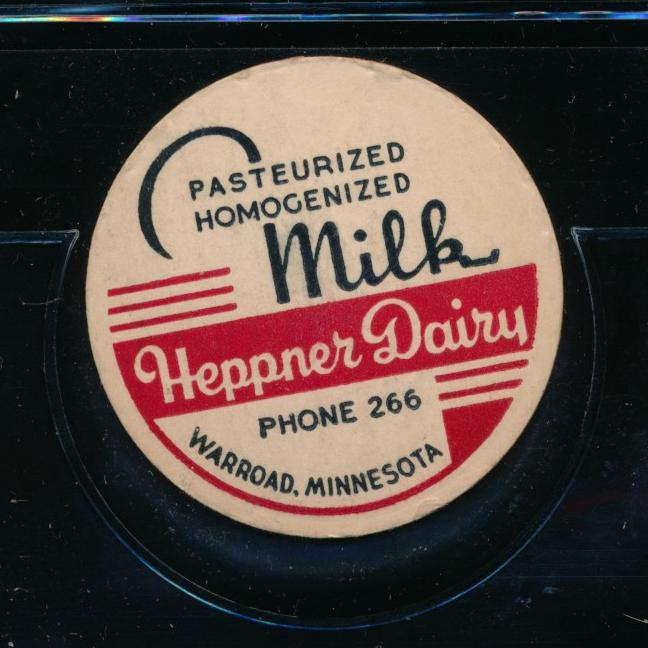 PASTEURIZED
HOMOGENIZED
Milk
Heppner Dairy
PHONE 266
WARROAD, MINNESOTA